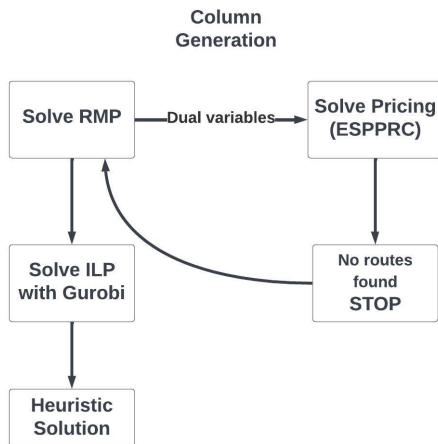 Column
Generation
Solve RMP
Dual variables
Solve Pricing
(ESPPRC)
Solve ILP
with Gurobi
No routes
found
STOP
Heuristic
Solution